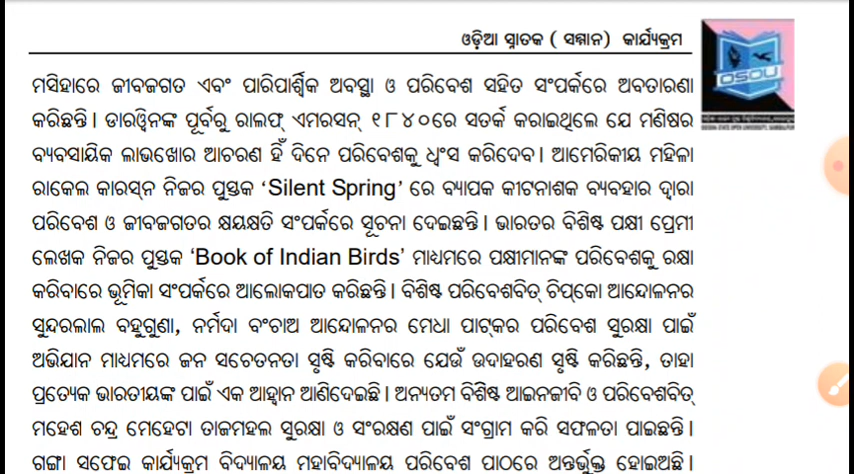 ଓଡ଼ିଆ ସ୍ନାତକ ( ସମ୍ମାନ) କାର୍ଯ୍ୟକ୍ରମ
OSOU
ମସିହାରେ ଜୀବଜଗତ ଏବଂ ପାରିପାର୍ଶ୍ୱିକ ଅବସ୍ଥା ଓ ପରିବେଶ ସହିତ ସଂପର୍କରେ ଅବତାରଣା
କରିଛନ୍ତି। ଡାରୱିନଙ୍କ ପୂର୍ବରୁ ରାଲଫ୍ ଏମରସନ୍ ୧୮୪୦ରେ ସତର୍କ କରାଇଥିଲେ ଯେ ମଣିଷର
ବ୍ୟବସାୟିକ ଲାଭଖୋର ଆଚରଣ ହିଁ ଦିନେ ପରିବେଶକୁ ଧ୍ୱଂସ କରିଦେବ। ଆମେରିକୀୟ ମହିଳା
ରାକେଲ କାରସ୍‌ନ ନିଜର ପୁସ୍ତକ ‘Silent Spring’ ରେ ବ୍ୟାପକ କୀଟନାଶକ ବ୍ୟବହାର ଦ୍ୱାରା
ପରିବେଶ ଓ ଜୀବଜଗତର କ୍ଷୟକ୍ଷତି ସଂପର୍କରେ ସୂଚନା ଦେଇଛନ୍ତି। ଭାରତର ବିଶିଷ୍ଟ ପକ୍ଷୀ ପ୍ରେମୀ
ଲେଖକ ନିଜର ପୁସ୍ତକ ‘Book of Indian Birds’ ମାଧ୍ୟମରେ ପକ୍ଷୀମାନଙ୍କ ପରିବେଶକୁ ରକ୍ଷା
କରିବାରେ ଭୂମିକା ସଂପର୍କରେ ଆଲୋକପାତ କରିଛନ୍ତି। ବିଶିଷ୍ଟ ପରିବେଶବିତ୍ ଚିପ୍‌କୋ ଆନ୍ଦୋଳନର
ସୁନ୍ଦରଲାଲ ବହୁଗୁଣା, ନର୍ମଦା ବଂଚାଅ ଆନ୍ଦୋଳନର ମେଧା ପାଟ୍‌କର ପରିବେଶ ସୁରକ୍ଷା ପାଇଁ
ଅଭିଯାନ ମାଧ୍ୟମରେ ଜନ ସଚେତନତା ସୃଷ୍ଟି କରିବାରେ ଯେଉଁ ଉଦାହରଣ ସୃଷ୍ଟି କରିଛନ୍ତି, ତାହା
ପ୍ରତ୍ୟେକ ଭାରତୀୟଙ୍କ ପାଇଁ ଏକ ଆହ୍ୱାନ ଆଣିଦେଇଛି। ଅନ୍ୟତମ ବିଶିଷ୍ଟ ଆଇନଜୀବି ଓ ପରିବେଶବିତ୍
ମହେଶ ଚନ୍ଦ୍ର ମେହେଟା ତାଜମହଲ ସୁରକ୍ଷା ଓ ସଂରକ୍ଷଣ ପାଇଁ ସଂଗ୍ରାମ କରି ସଫଳତା ପାଇଛନ୍ତି।
ଗଙ୍ଗା ସଫେଇ କାର୍ଯ୍ୟକ୍ରମ ବିଦ୍ୟାଳୟ ମହାବିଦ୍ୟାଳୟ ପରିବେଶ ପାଠରେ ଅନ୍ତର୍ଭୁକ୍ତ ହୋଇଅଛି।